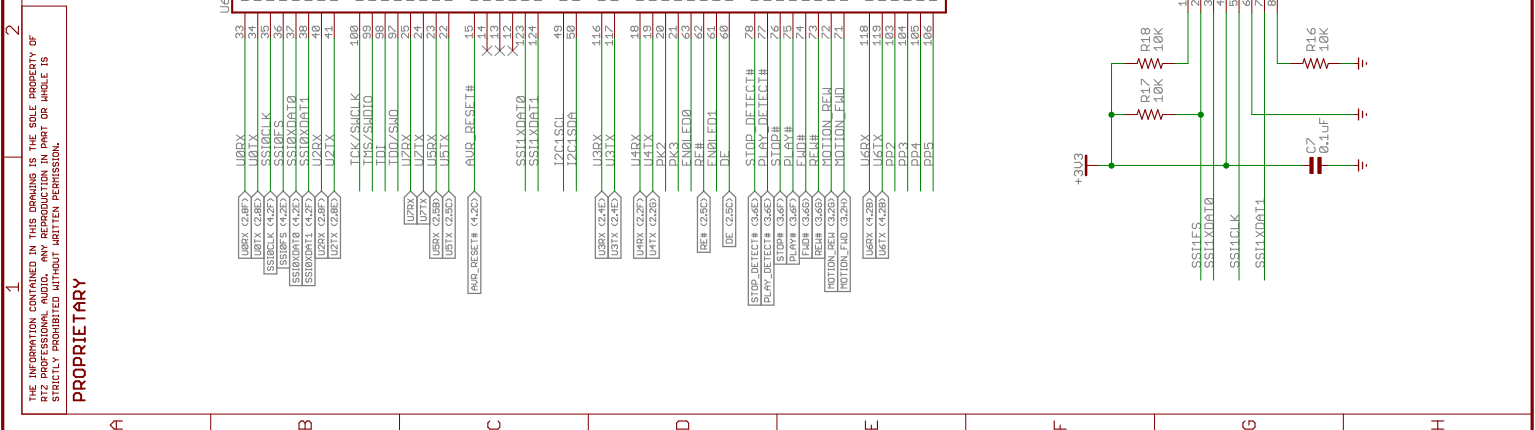 2
1
THE INFORMATION CONTAINED IN THIS DRAWING IS THE SOLE PROPERTY OF
RTZ PROFESSIONAL AUDIO. ANY REPRODUCTION IN PART OR WHOLE IS
STRICTLY PROHIBITED WITHOUT WRITTEN PERMISSION.
PROPRIETARY
33 U0RX U0RX (2.8F)
34 U0TX U0TX (2.8E)
35 SSI0CLK SSI0CLK (4.2F)
36 SSI0FS SSI0FS (4.2E)
37 SSI0XDAT0 SSI0XDAT0 (4.2E)
38 SSI0XDAT1 SSI0XDAT1 (4.2F)
40 U2RX U2RX (2.8F)
41 U2TX U2TX (2.8E)
100 TCK/SWCLK
99 TMS/SWDIO
98 TDI
97 TDO/SWO
25 U7RX U7RX
24 U7TX U7TX
23 U5RX U5RX (2.5B)
22 U5TX U5TX (2.5C)
15 AVR_RESET# AVR_RESET# (4.2C)
14
13
12
123 SSI1XDAT0
124 SSI1XDAT1
49 I2C1SCL
50 I2C1SDA
116 U3RX U3RX (2.4E)
117 U3TX U3TX (2.4E)
18 U4RX U4RX (2.2F)
19 U4TX U4TX (2.2G)
20 PK2
21 PK3
63 EN0LED0
62 RE# RE# (2.5C)
61 EN0LED1
60 DE DE (2.5C)
78 STOP_DETECT# STOP_DETECT# (3.6E)
77 PLAY_DETECT# PLAY_DETECT# (3.6E)
76 STOP# STOP# (3.6F)
75 PLAY# PLAY# (3.6F)
74 FWD# FWD# (3.6G)
73 REW# REW# (3.6G)
72 MOTION_REW MOTION_REW (3.2G)
71 MOTION_FWD MOTION_FWD (3.2H)
118 U6RX U6RX (4.2B)
119 U6TX U6TX (4.2B)
103 PP2
104 PP3
105 PP4
106 PP5
+3V3
R18
10K
R17
10K
R16
10K
C7
0.1uF
SSI1FS
SSI1XDAT0
SSI1CLK
SSI1XDAT1
A
B
C
D
E
F
G
H